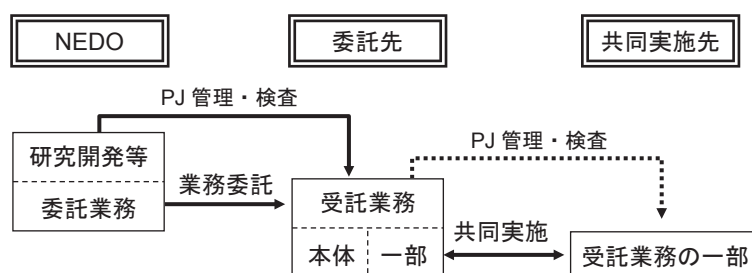 NEDO
委託先
共同実施先
PJ 管理・検査
PJ 管理・検査
研究開発等
委託業務
業務委託
受託業務
本体
一部
共同実施
受託業務の一部